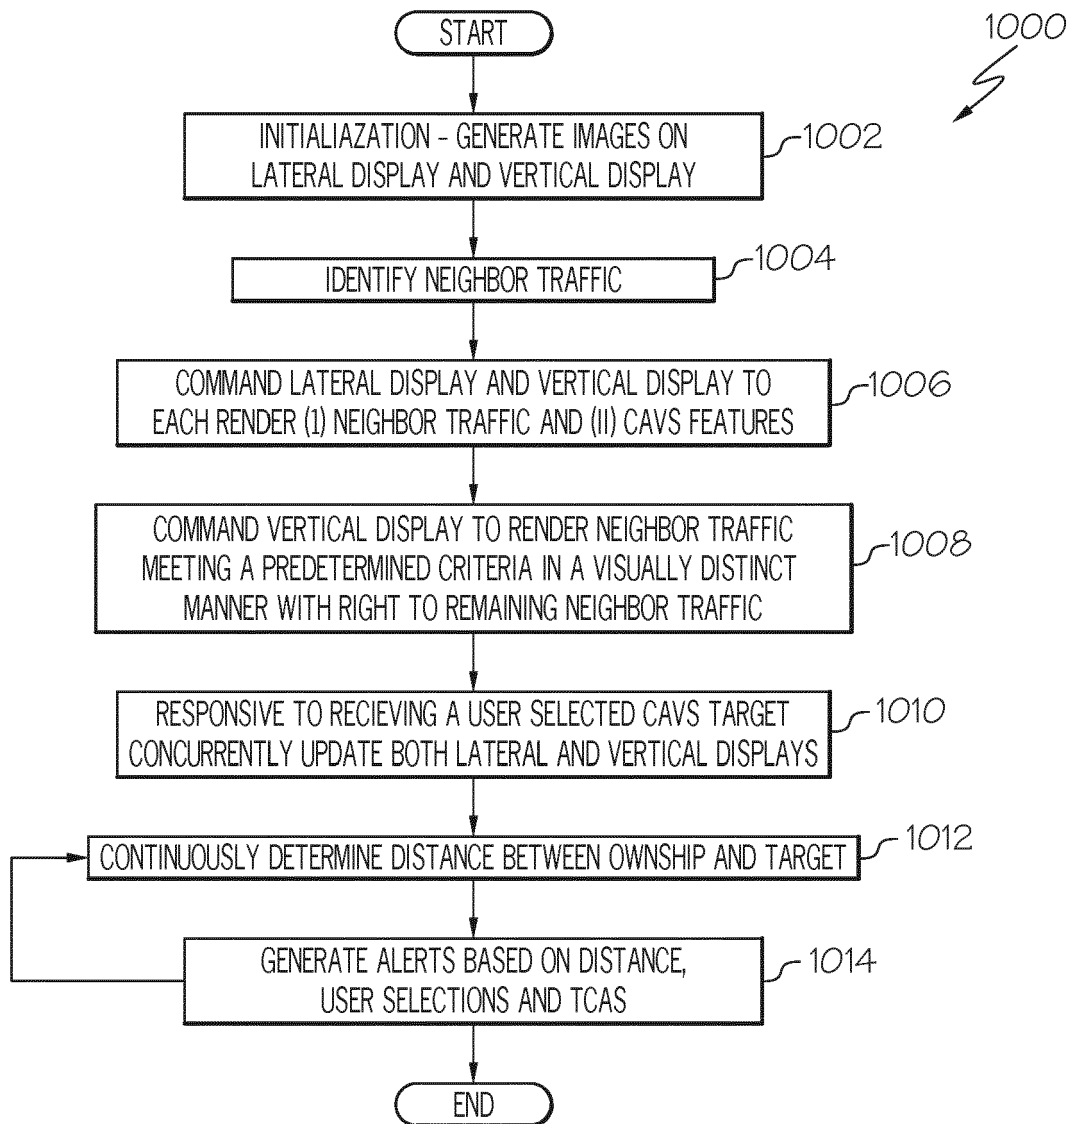 START
1000
INITIALIAZATION - GENERATE IMAGES ON
LATERAL DISPLAY AND VERTICAL DISPLAY
1002
IDENTIFY NEIGHBOR TRAFFIC
1004
COMMAND LATERAL DISPLAY AND VERTICAL DISPLAY TO
EACH RENDER (1) NEIGHBOR TRAFFIC AND (II) CAVS FEATURES
1006
COMMAND VERTICAL DISPLAY TO RENDER NEIGHBOR TRAFFIC
MEETING A PREDETERMINED CRITERIA IN A VISUALLY DISTINCT
MANNER WITH RIGHT TO REMAINING NEIGHBOR TRAFFIC
1008
RESPONSIVE TO RECIEVING A USER SELECTED CAVS TARGET
CONCURRENTLY UPDATE BOTH LATERAL AND VERTICAL DISPLAYS
1010
CONTINUOUSLY DETERMINE DISTANCE BETWEEN OWNSHIP AND TARGET
1012
GENERATE ALERTS BASED ON DISTANCE,
USER SELECTIONS AND TCAS
1014
END